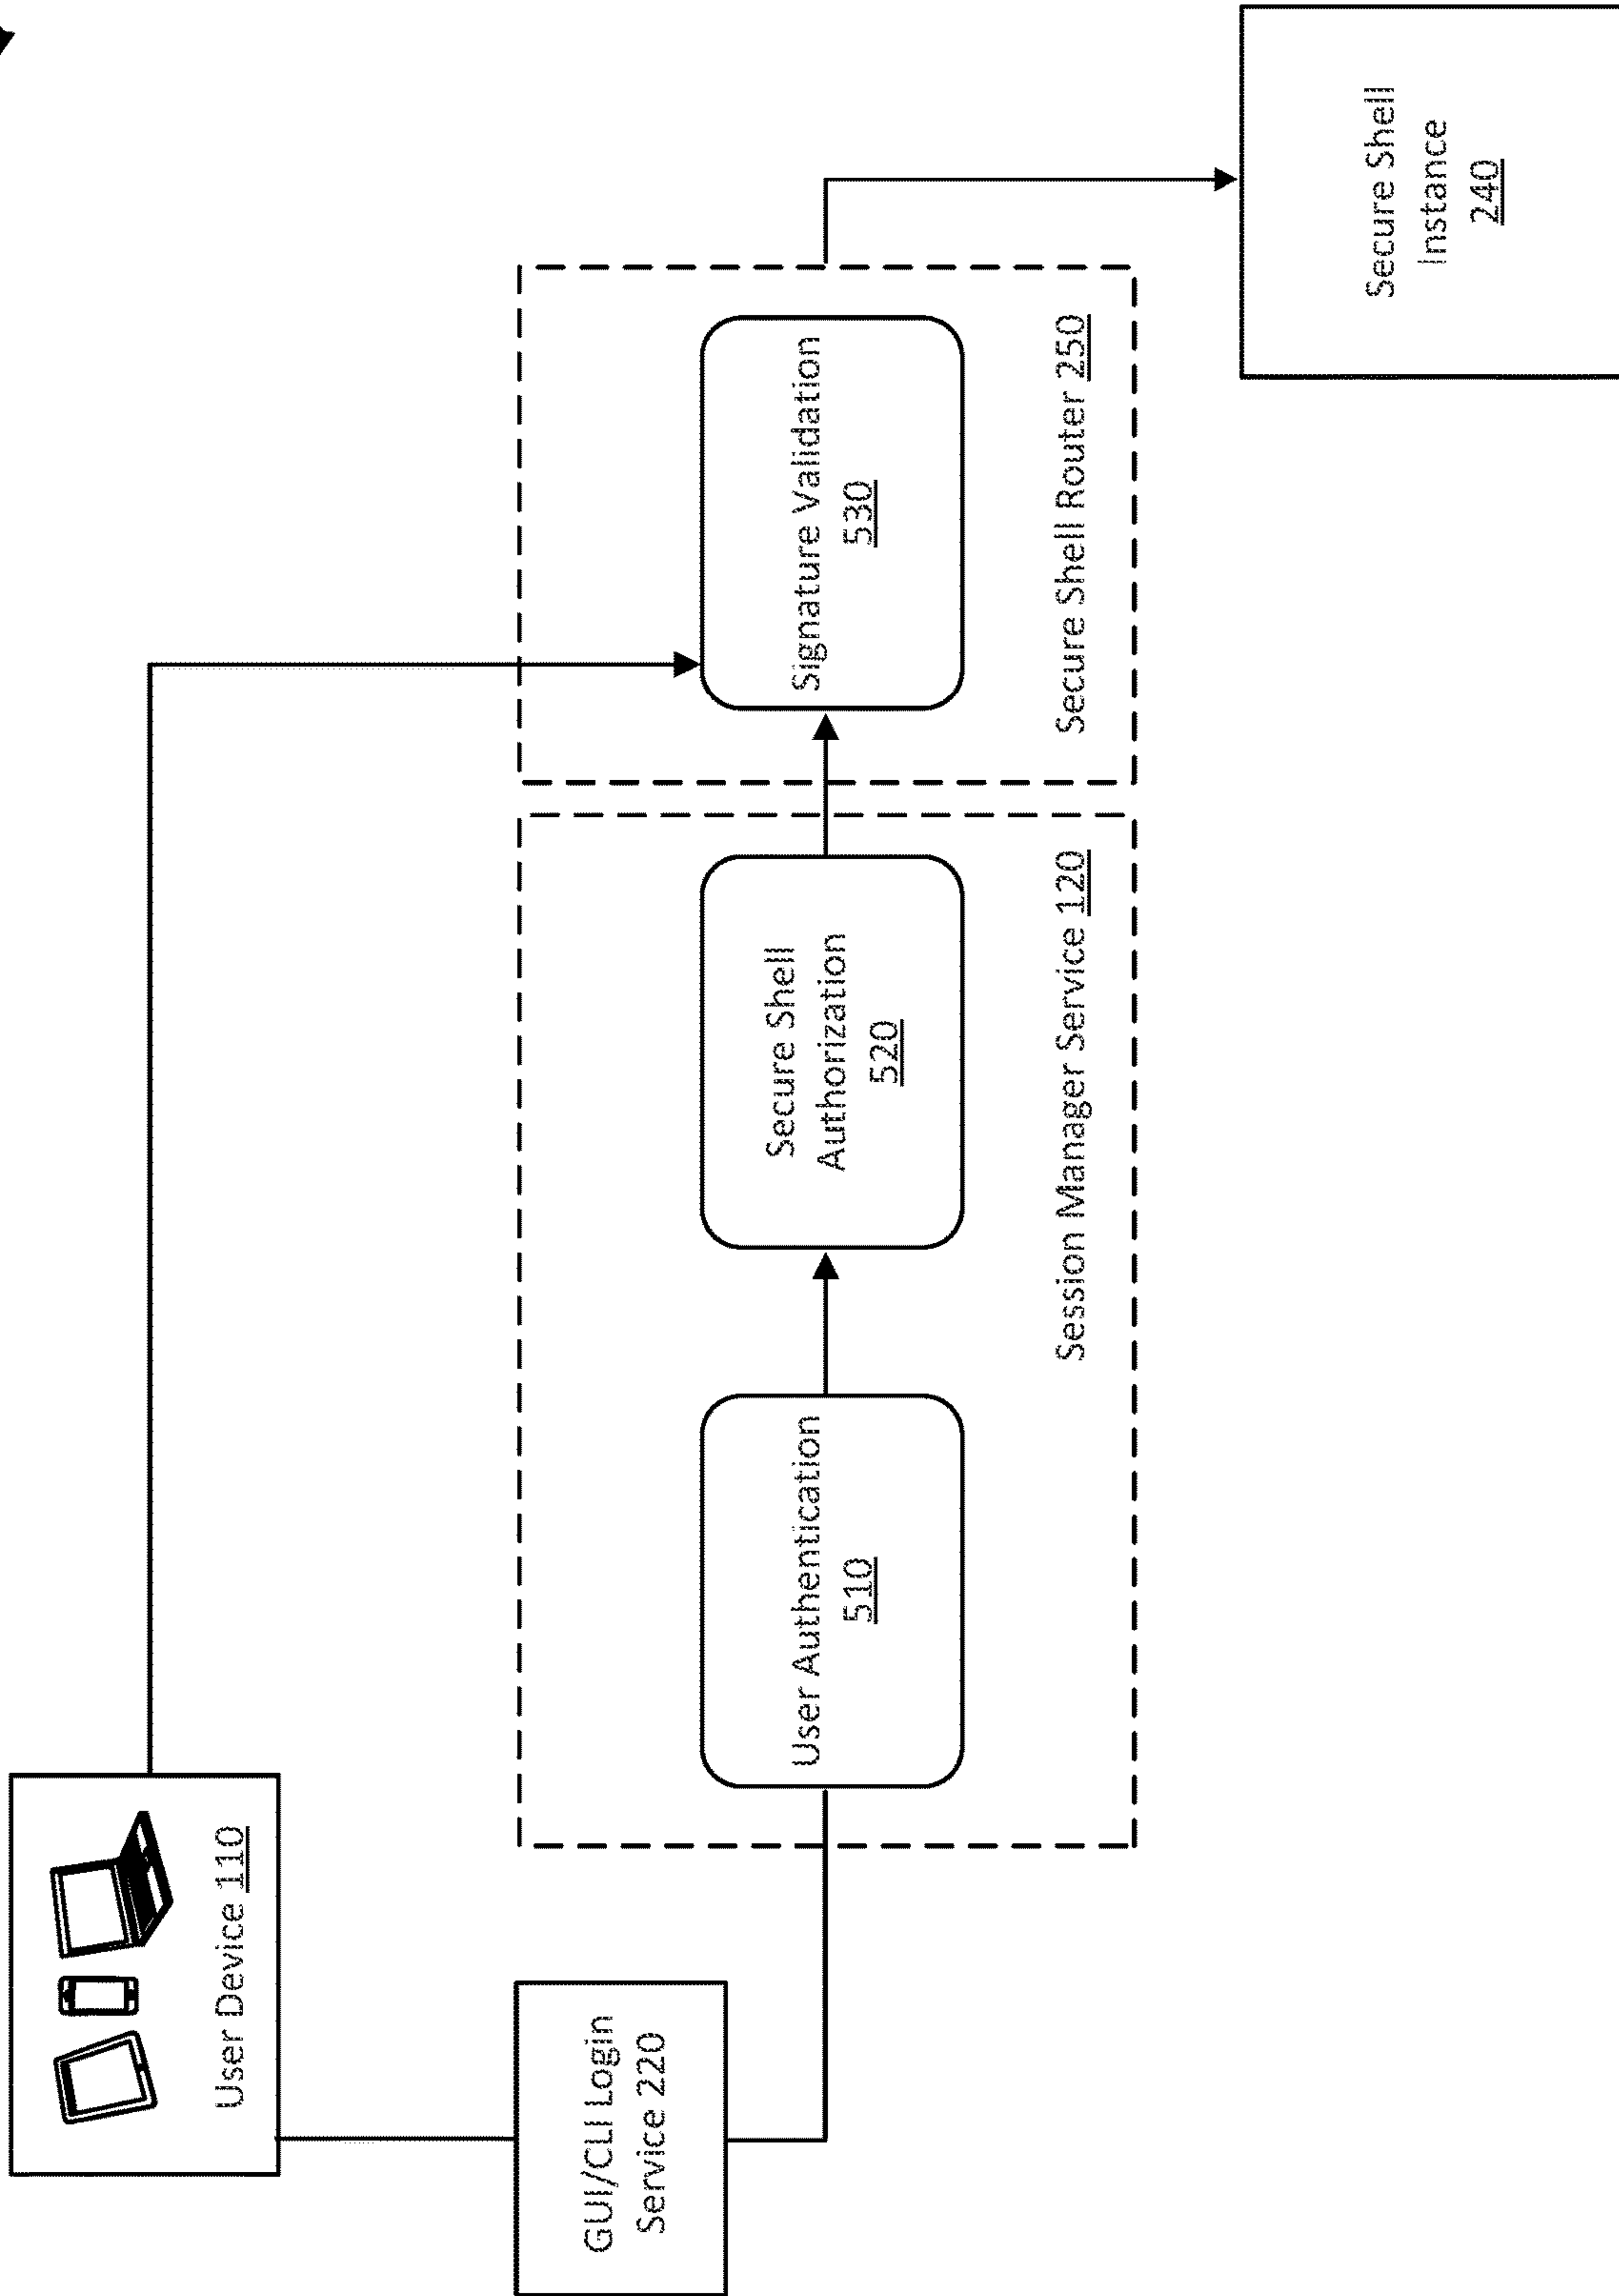 User Device 110
GUI/CLI Login
Service 220
User Authentication
510
Secure Shell
Authorization
520
Session Manager Service 120
Signature Validation
530
Secure Shell Router 250
Secure Shell
Instance
240